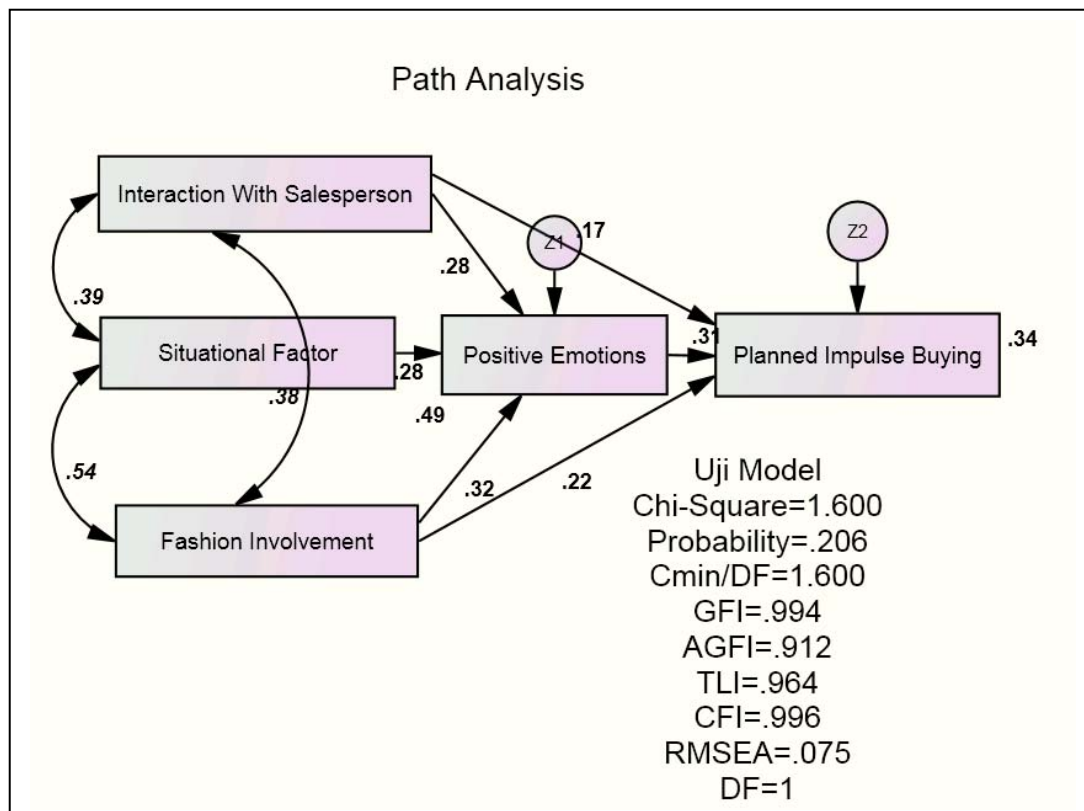 Path Analysis
Interaction With Salesperson
Z1
.17
Z2
.28
.39
Situational Factor
.28
Positive Emotions
.31
Planned Impulse Buying
.34
.38
.49
.54
.32
.22
Fashion Involvement
Uji Model
Chi-Square=1.600
Probability=.206
Cmin/DF=1.600
GFI=.994
AGFI=.912
TLI=.964
CFI=.996
RMSEA=.075
DF=1